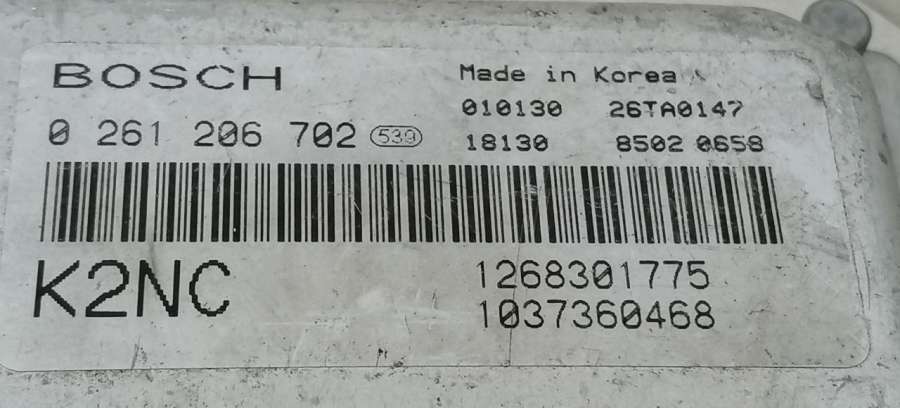 BOSCH
Made in Korea
010130 26TA0147
0 261 206 702 539
18130 8502 0658
K2NC
1268301775
1037360468